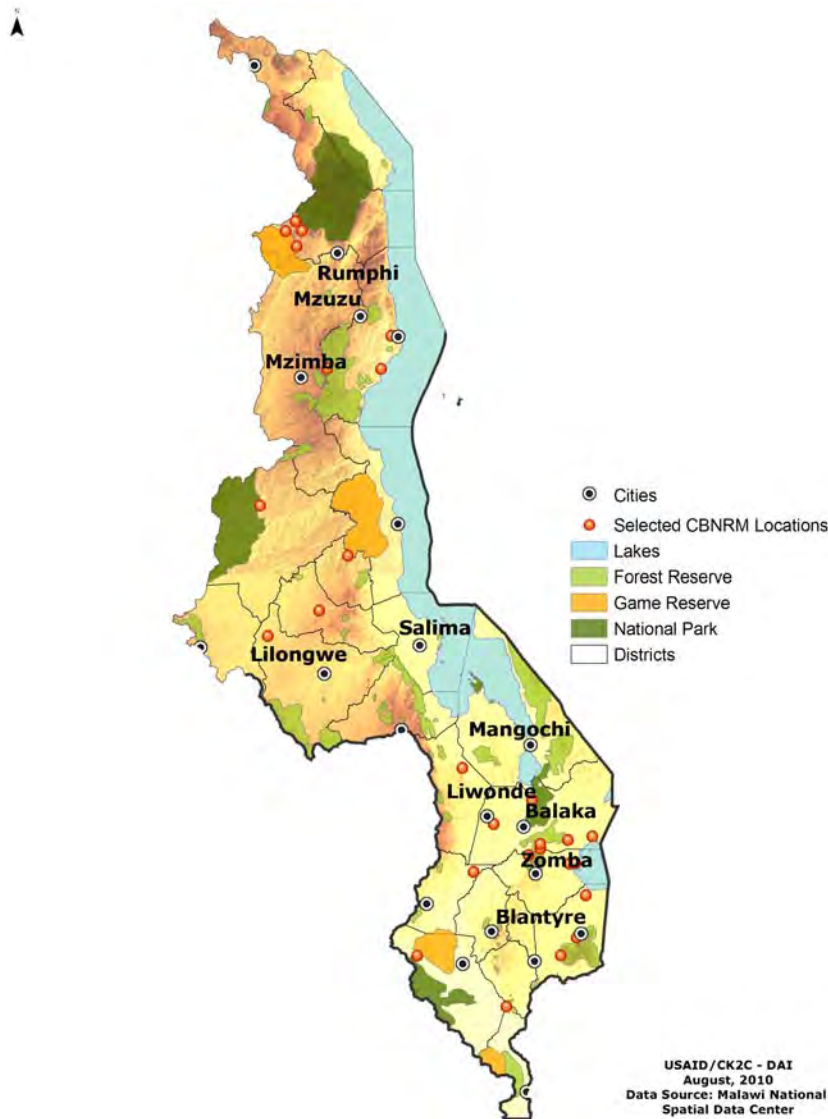 Rumphi
Mzuzu
Mzimba
Cities
Selected CBNRM Locations
Lakes
Forest Reserve
Game Reserve
National Park
Districts
Salima
Lilongwe
Mangochi
Liwonde
Balaka
Zomba
Blantyre
USAID/CK2C - DAI
August, 2010
Data Source: Malawi National
Spatial Data Center